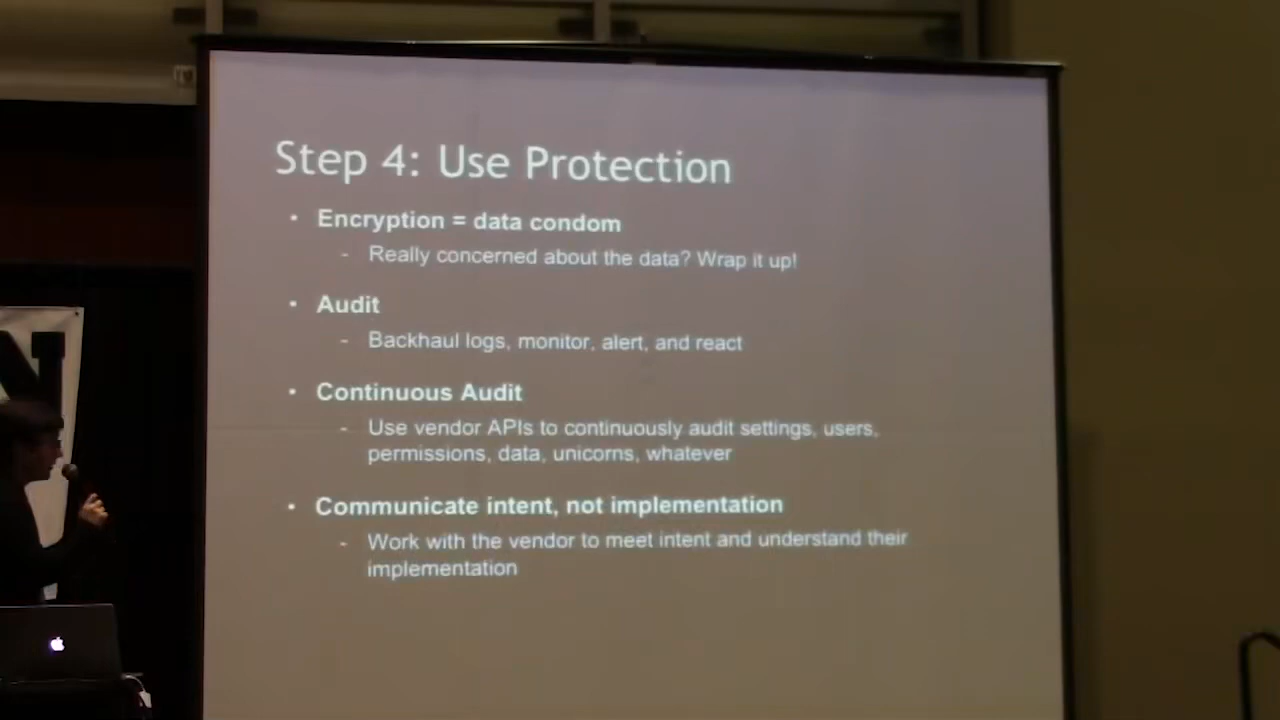 Step 4: Use Protection
• Encryption = data condom
- Really concerned about the data? Wrap it up!
• Audit
- Backhaul logs, monitor, alert, and react
• Continuous Audit
- Use vendor APIs to continuously audit settings, users,
permissions, data, unicorns, whatever
• Communicate intent, not implementation
- Work with the vendor to meet intent and understand their
implementation